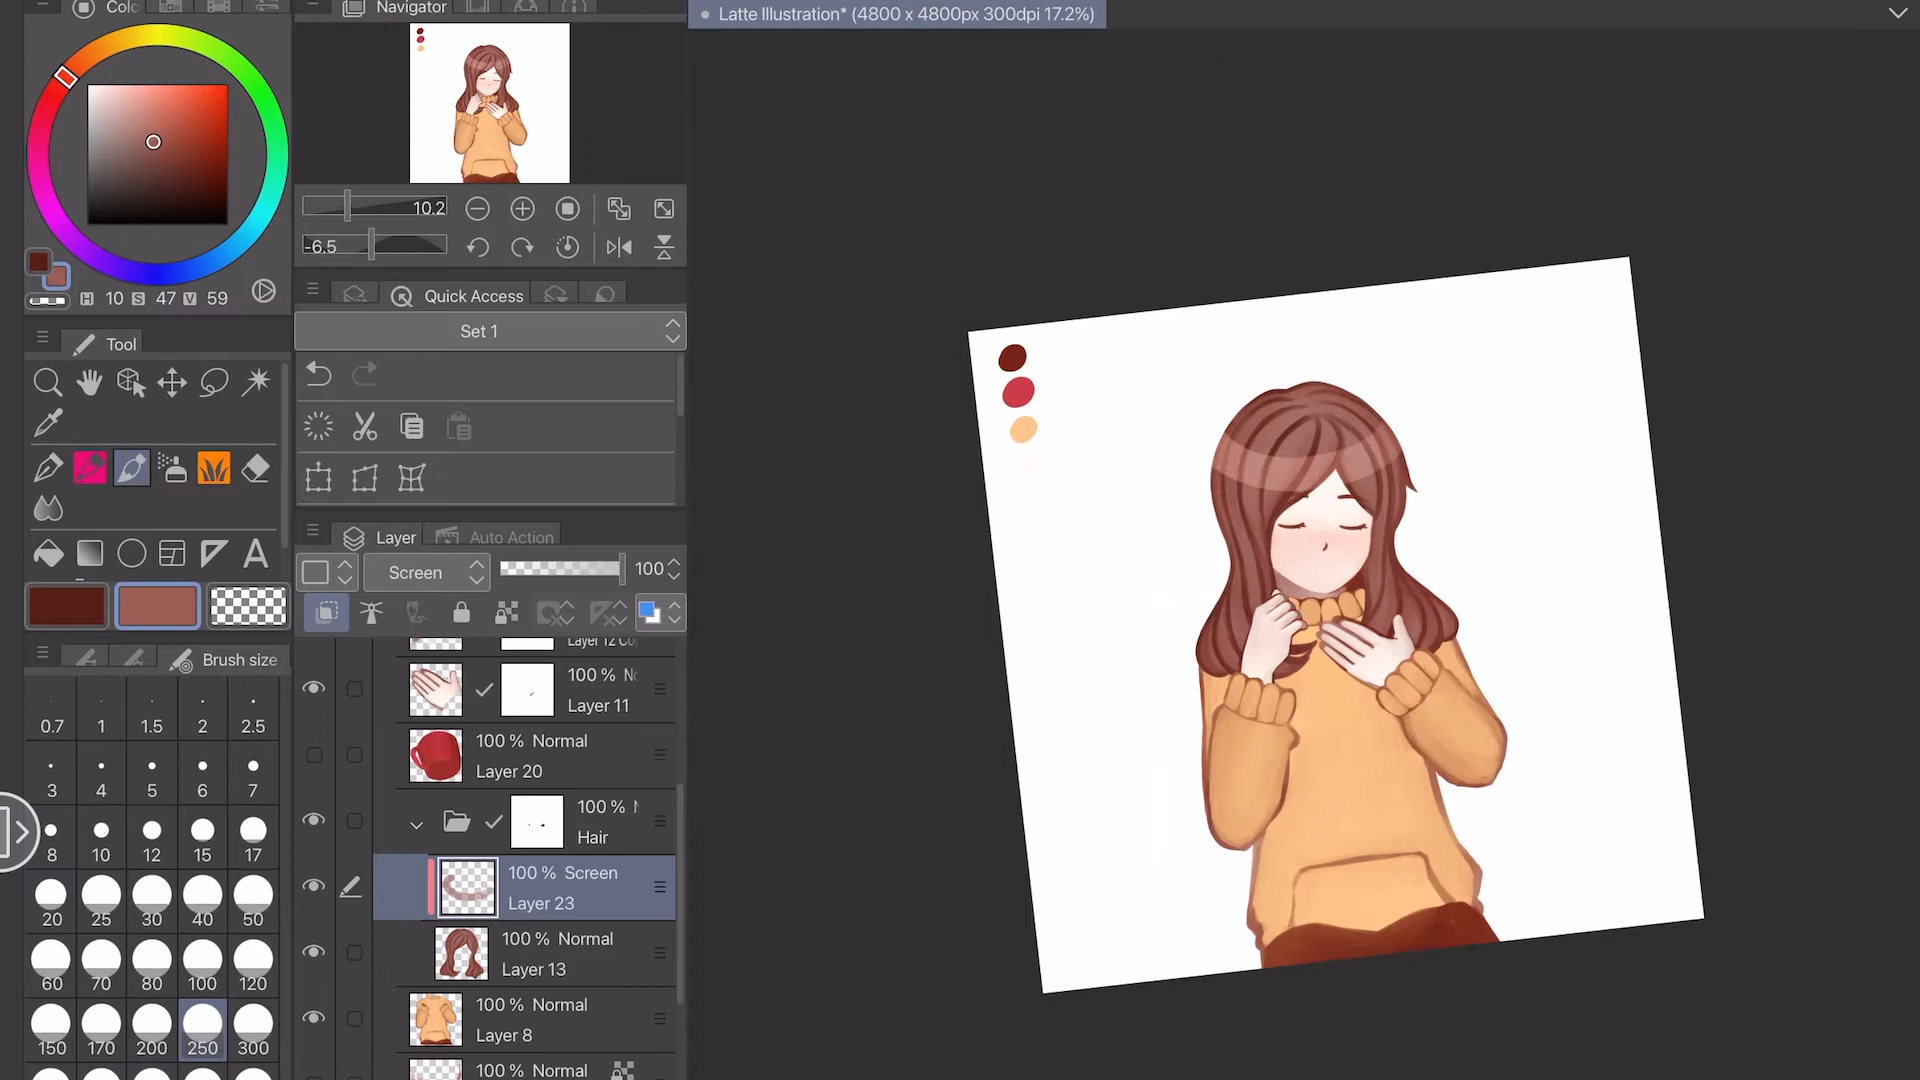 Colo
Navigator
Latte Illustration* (4800 x 4800px 300dpi 17.2%)
10.2
-6.5
H 10 S 47 V 59
Quick Access
Set 1
Tool
Layer
Auto Action
Screen
100
Brush size
0.7 1 1.5 2 2.5
3 4 5 6 7
8 10 12 15 17
20 25 30 40 50
60 70 80 100 120
150 170 200 250 300
Layer 12 Co
100 % No
Layer 11
100 % Normal
Layer 20
100 % N
Hair
100 % Screen
Layer 23
100 % Normal
Layer 13
100 % Normal
Layer 8
100 % Normal